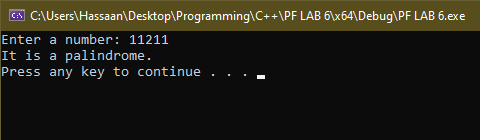 C:\Users\Hassaan\Desktop\Programming\C++\PF LAB 6\x64\Debug\PF LAB 6.exe
Enter a number: 11211
It is a palindrome.
Press any key to continue . . .